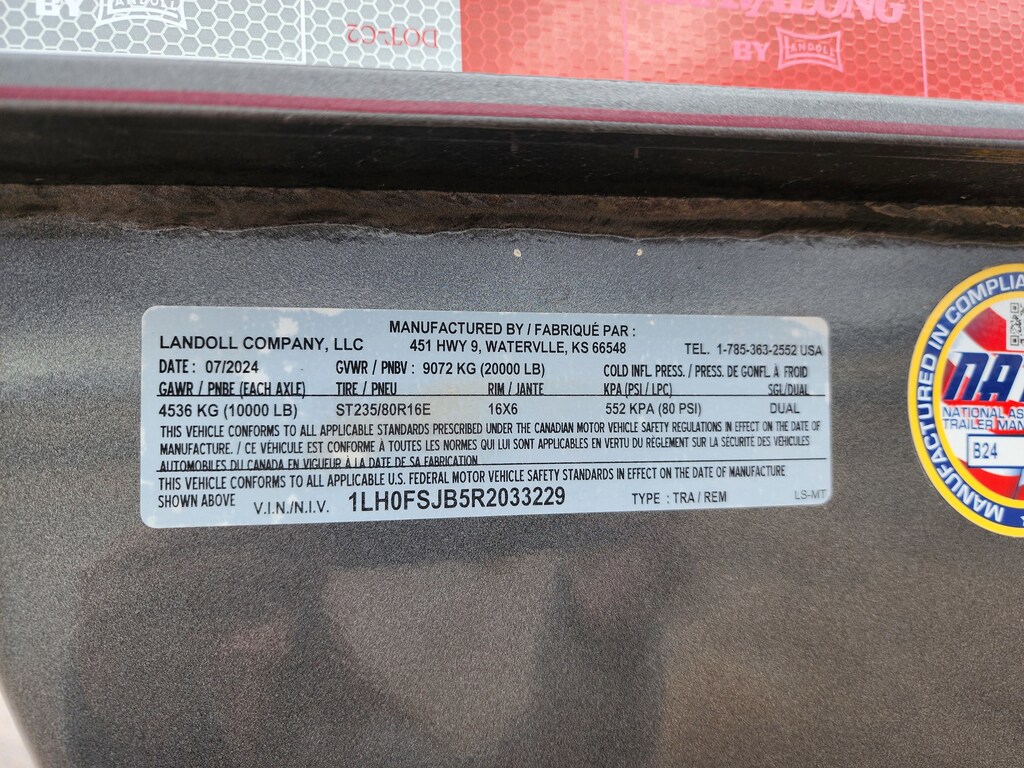 BY LANDOLL
DOT-C2
BY LANDOLL
MANUFACTURED BY / FABRIQUÉ PAR :
LANDOLL COMPANY, LLC 451 HWY 9, WATERVLLE, KS 66548 TEL. 1-785-363-2552 USA
DATE : 07/2024 GVWR / PNBV : 9072 KG (20000 LB) COLD INFL. PRESS. / PRESS. DE GONFL. À FROID
GAWR / PNBE (EACH AXLE) TIRE / PNEU RIM / JANTE KPA (PSI / LPC) SGL/DUAL
4536 KG (10000 LB) ST235/80R16E 16X6 552 KPA (80 PSI) DUAL
THIS VEHICLE CONFORMS TO ALL APPLICABLE STANDARDS PRESCRIBED UNDER THE CANADIAN MOTOR VEHICLE SAFETY REGULATIONS IN EFFECT ON THE DATE OF
MANUFACTURE. / CE VÉHICULE EST CONFORME À TOUTES LES NORMES QUI LUI SONT APPLICABLES EN VERTU DU RÉGLEMENT SUR LA SÉCURITÉ DES VÉHICULES
AUTOMOBILES DU CANADA EN VIGUEUR À LA DATE DE SA FABRICATION
THIS VEHICLE CONFORMS TO ALL APPLICABLE U.S. FEDERAL MOTOR VEHICLE SAFETY STANDARDS IN EFFECT ON THE DATE OF MANUFACTURE
SHOWN ABOVE V.I.N./N.I.V. 1LH0FSJB5R2033229 TYPE : TRA / REM LS-MT
MANUFACTURED IN
NATIONAL
B24